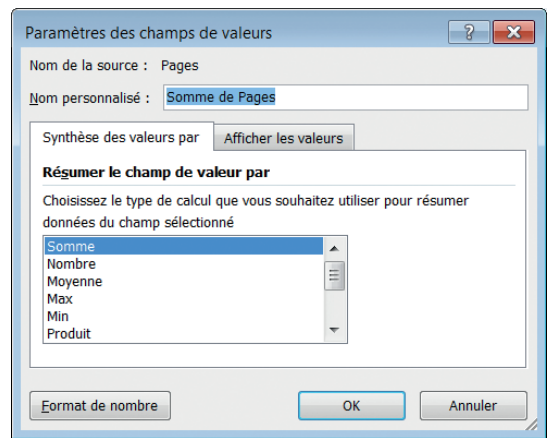 Paramètres des champs de valeurs
Nom de la source : Pages
Nom personnalisé : Somme de Pages
Synthèse des valeurs par Afficher les valeurs
Résumer le champ de valeur par
Choisissez le type de calcul que vous souhaitez utiliser pour résumer
données du champ sélectionné
Somme
Nombre
Moyenne
Max
Min
Produit
Format de nombre OK Annuler